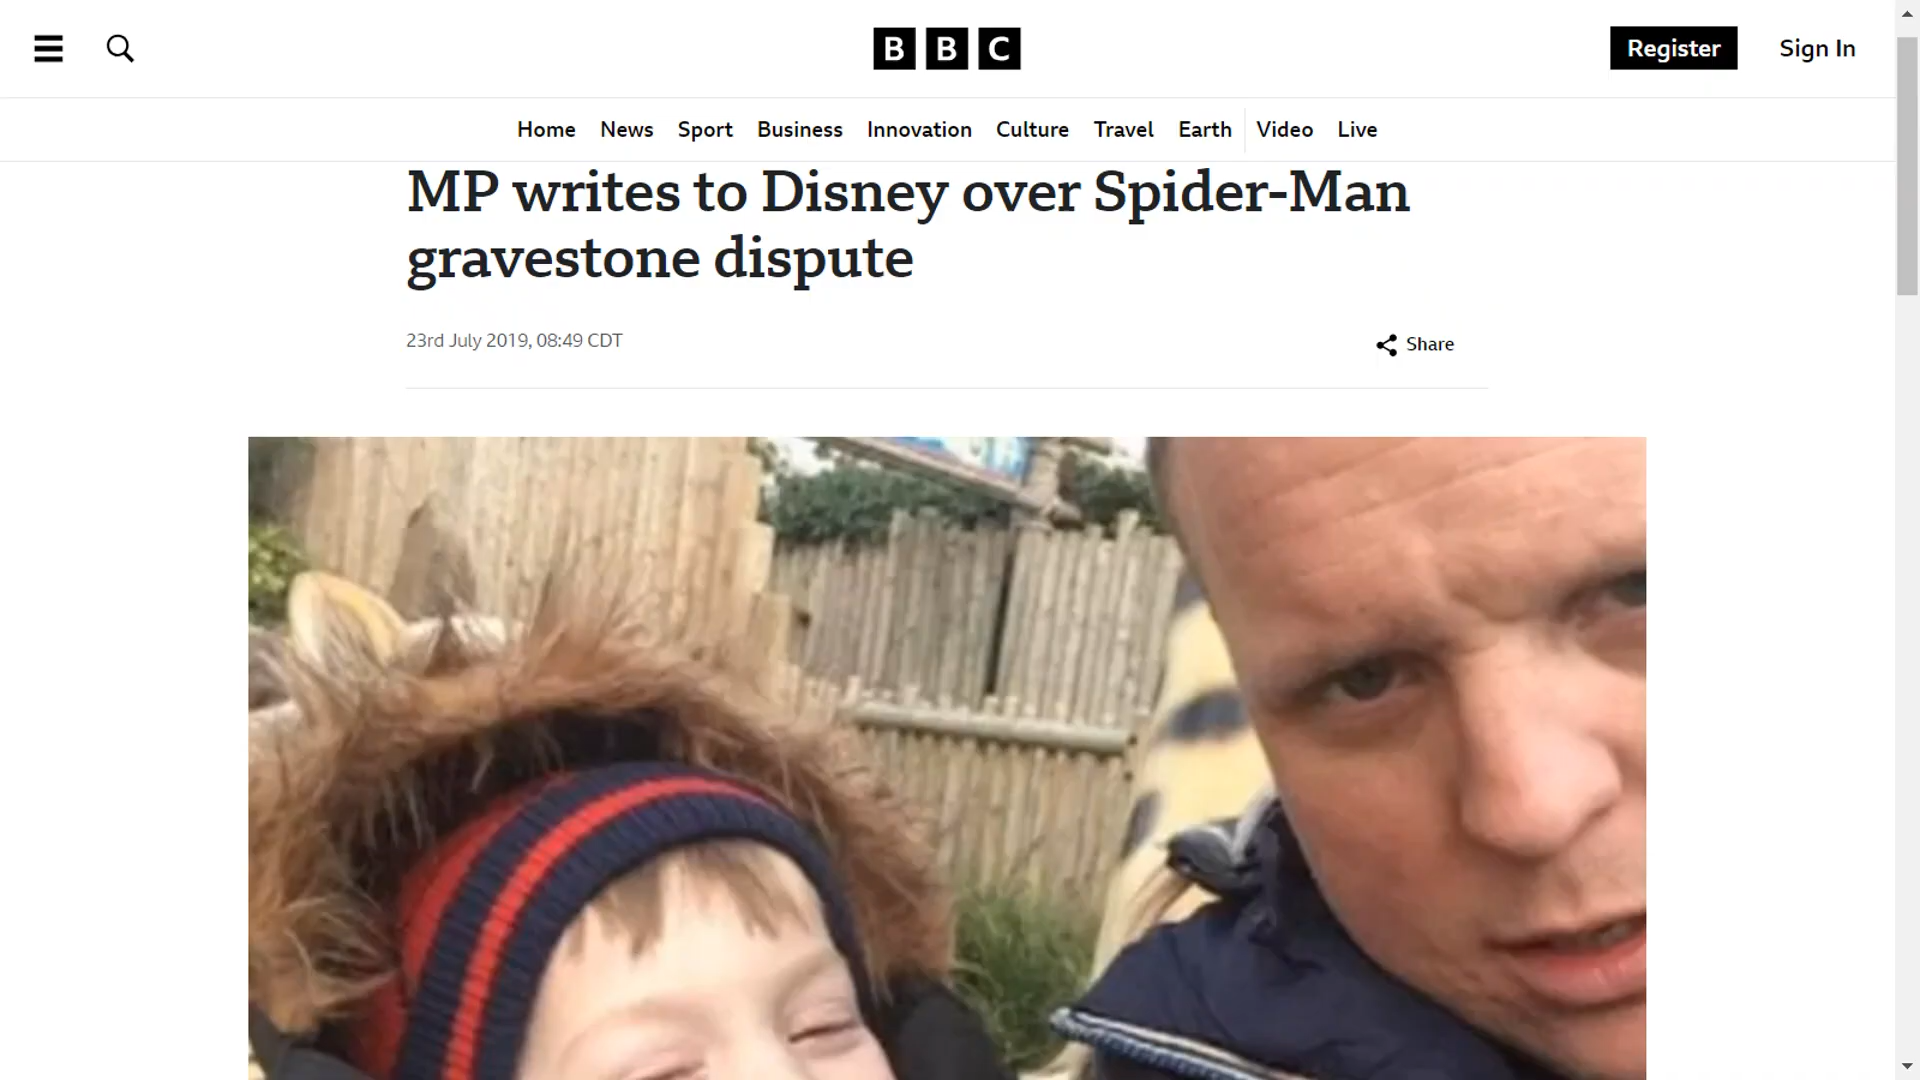 BBC
Register
Sign In
Home News Sport Business Innovation Culture Travel Earth Video Live
MP writes to Disney over Spider-Man
gravestone dispute
23rd July 2019, 08:49 CDT
Share